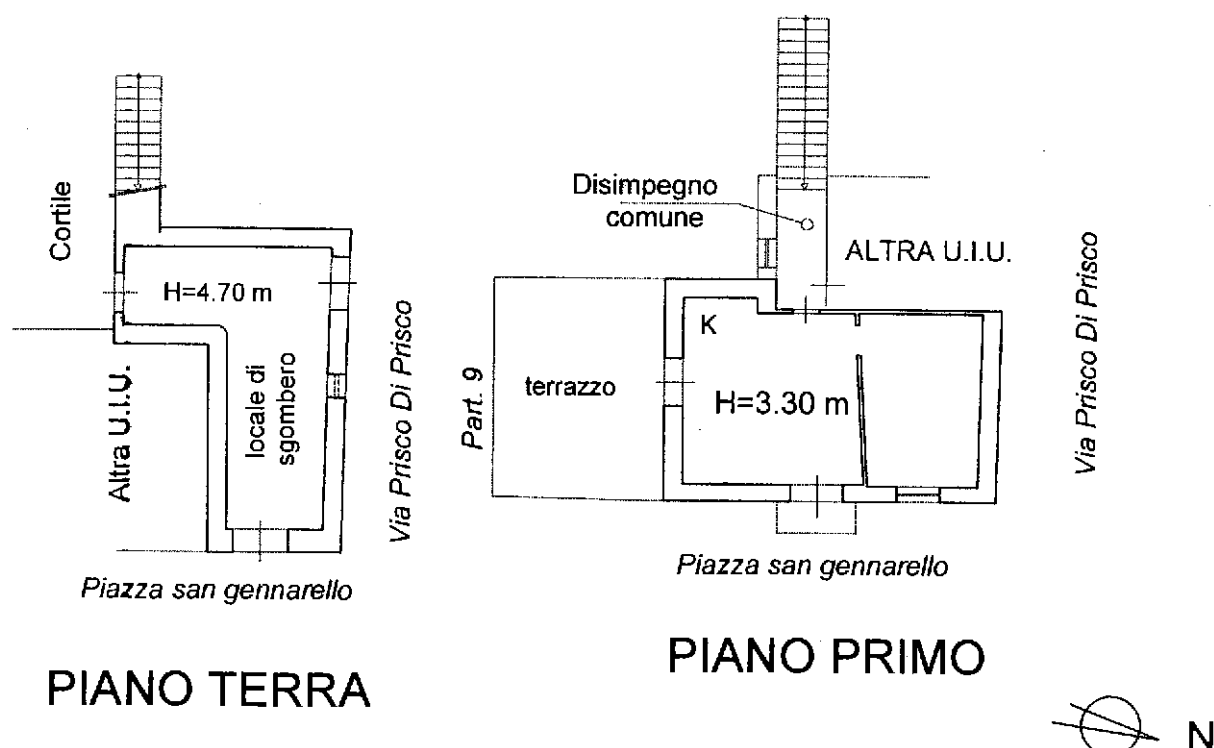 Cortile
H=4.70 m
locale di
sgombero
Altra U.I.U.
Via Prisco Di Prisco
Piazza san gennarello
PIANO TERRA
Disimpegno
comune
ALTRA U.I.U.
K
H=3.30 m
terrazzo
Part. 9
Via Prisco Di Prisco
Piazza san gennarello
PIANO PRIMO
N